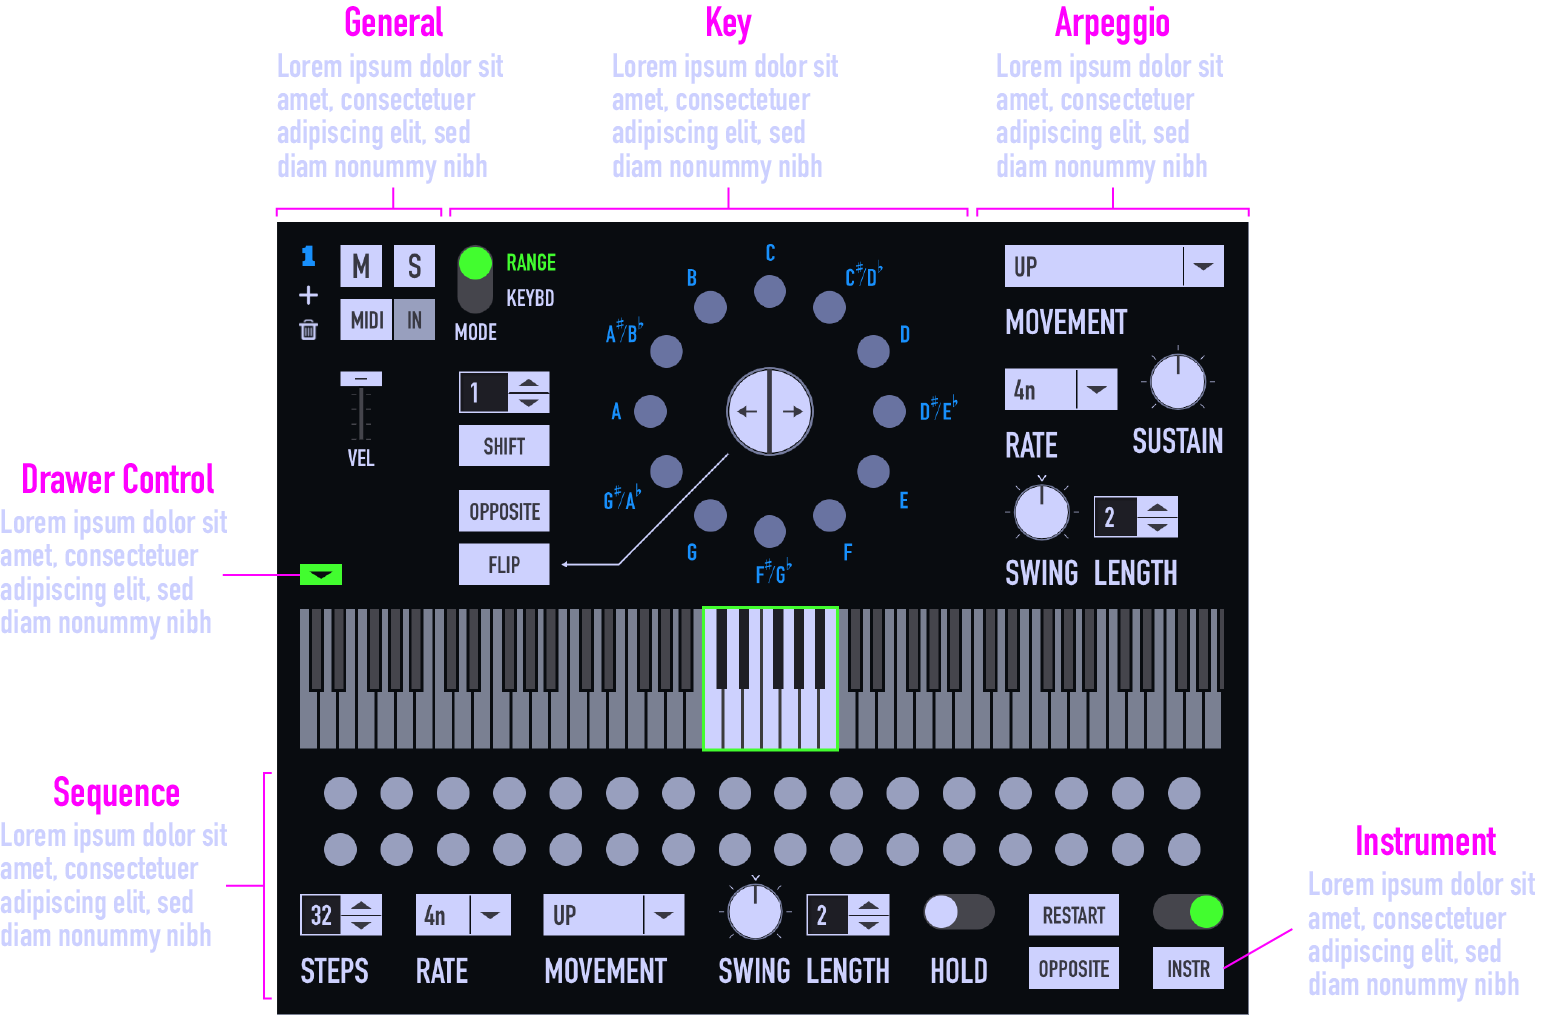 General
Lorem ipsum dolor sit
amet, consectetuer
adipiscing elit, sed
diam nonummy nibh
Key
Lorem ipsum dolor sit
amet, consectetuer
adipiscing elit, sed
diam nonummy nibh
Arpeggio
Lorem ipsum dolor sit
amet, consectetuer
adipiscing elit, sed
diam nonummy nibh
1
M
S
MIDI
IN
VEL
RANGE
KEYBD
MODE
1
SHIFT
OPPOSITE
FLIP
C
C♯/D♭
D
D♯/E♭
E
F
F♯/G♭
G
G♯/A♭
A
A♯/B♭
B
UP
MOVEMENT
4n
RATE
SUSTAIN
SWING
2
LENGTH
Drawer Control
Lorem ipsum dolor sit
amet, consectetuer
adipiscing elit, sed
diam nonummy nibh
Sequence
Lorem ipsum dolor sit
amet, consectetuer
adipiscing elit, sed
diam nonummy nibh
32
STEPS
4n
RATE
UP
MOVEMENT
SWING
2
LENGTH
HOLD
RESTART
OPPOSITE
INSTR
Instrument
Lorem ipsum dolor sit
amet, consectetuer
adipiscing elit, sed
diam nonummy nibh